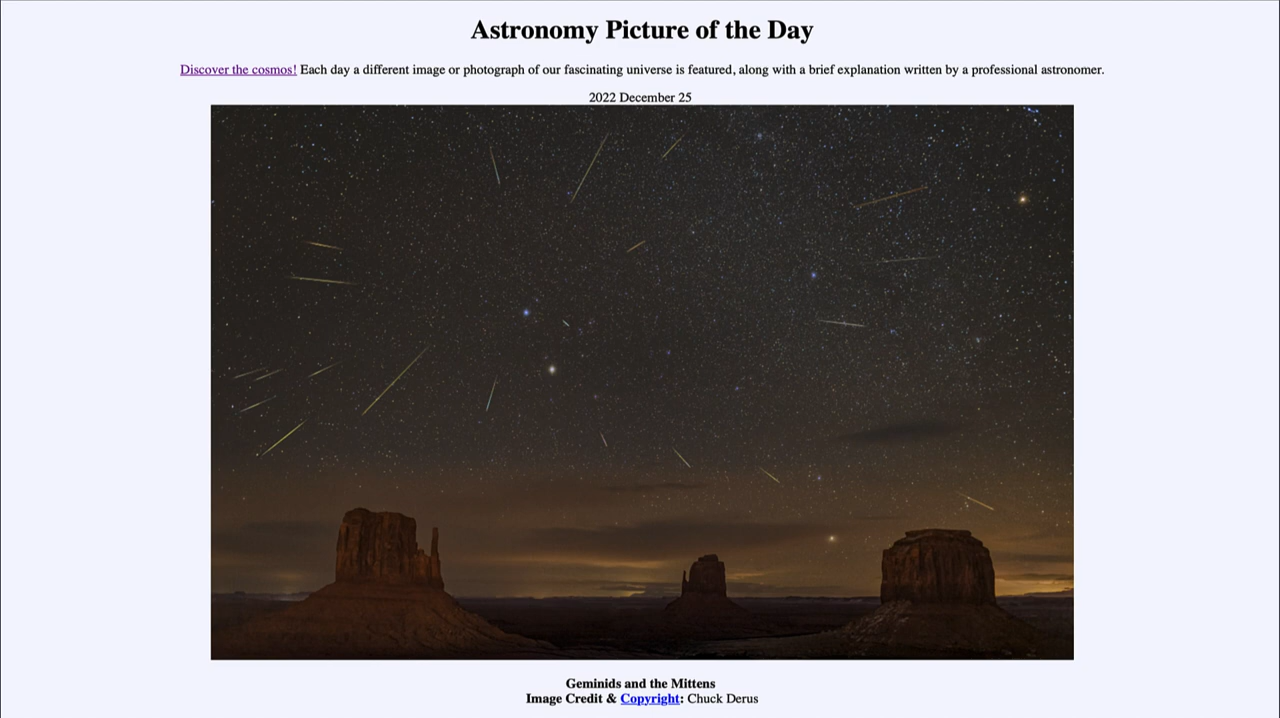 Astronomy Picture of the Day
Discover the cosmos! Each day a different image or photograph of our fascinating universe is featured, along with a brief explanation written by a professional astronomer.
2022 December 25
Geminids and the Mittens
Image Credit & Copyright: Chuck Derus